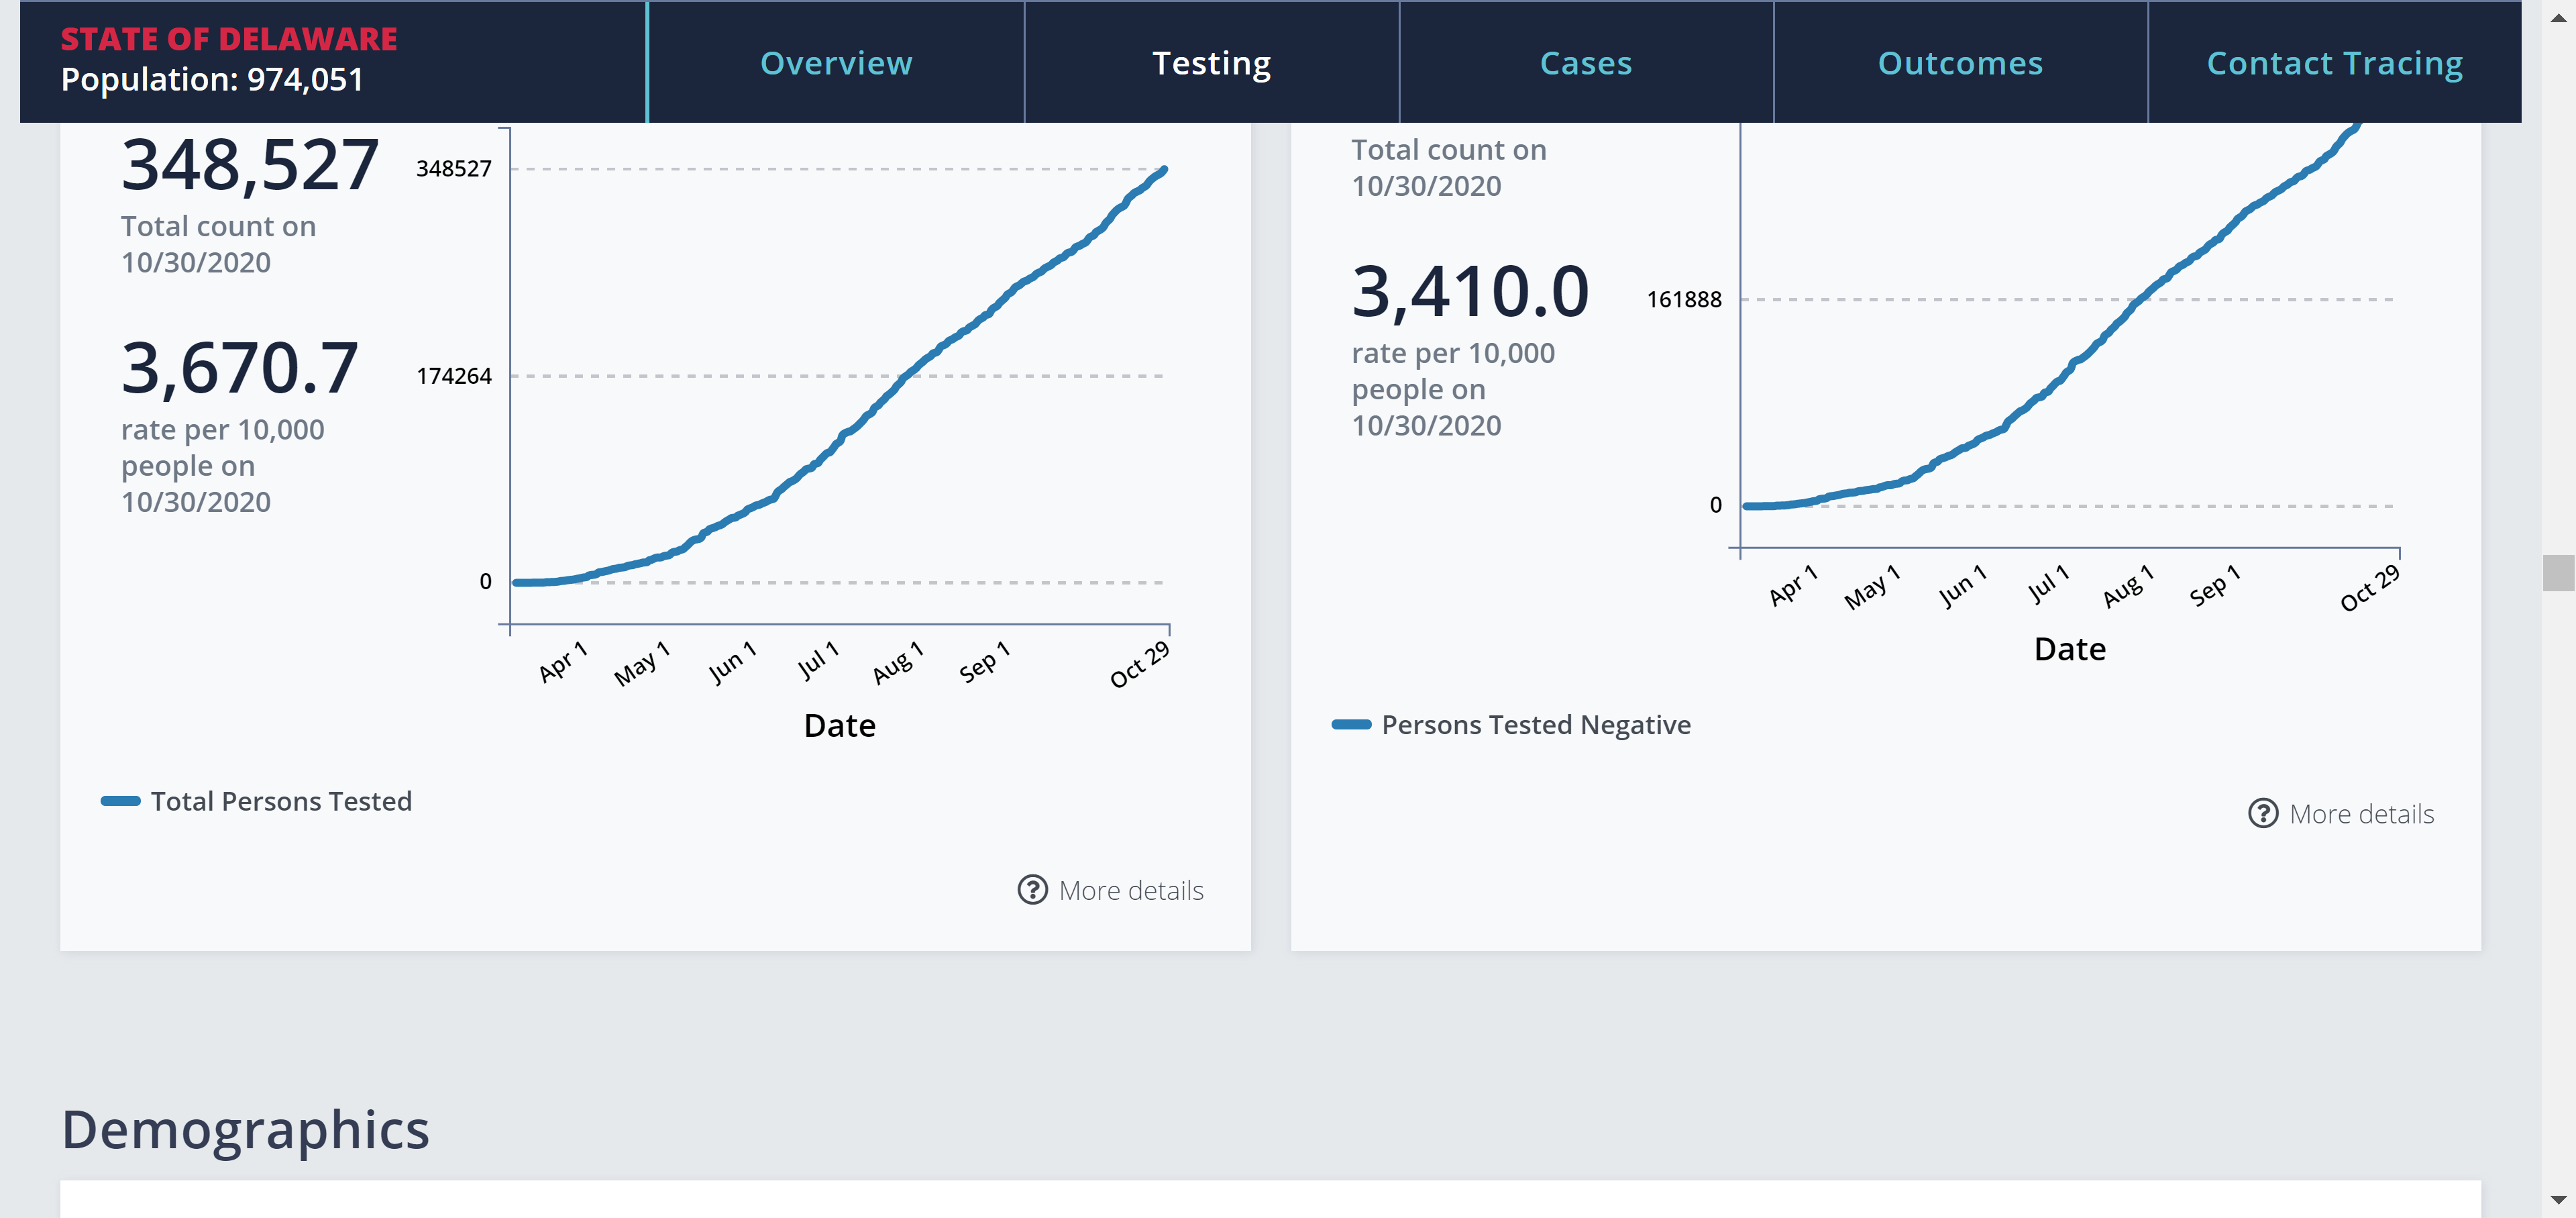 STATE OF DELAWARE
Population: 974,051
Overview
Testing
Cases
Outcomes
Contact Tracing
348,527
Total count on
10/30/2020
3,670.7
rate per 10,000
people on
10/30/2020
348527
174264
0
Apr 1
May 1
Jun 1
Jul 1
Aug 1
Sep 1
Oct 29
Date
Total Persons Tested
More details
Total count on
10/30/2020
3,410.0
rate per 10,000
people on
10/30/2020
161888
0
Apr 1
May 1
Jun 1
Jul 1
Aug 1
Sep 1
Oct 29
Date
Persons Tested Negative
More details
Demographics